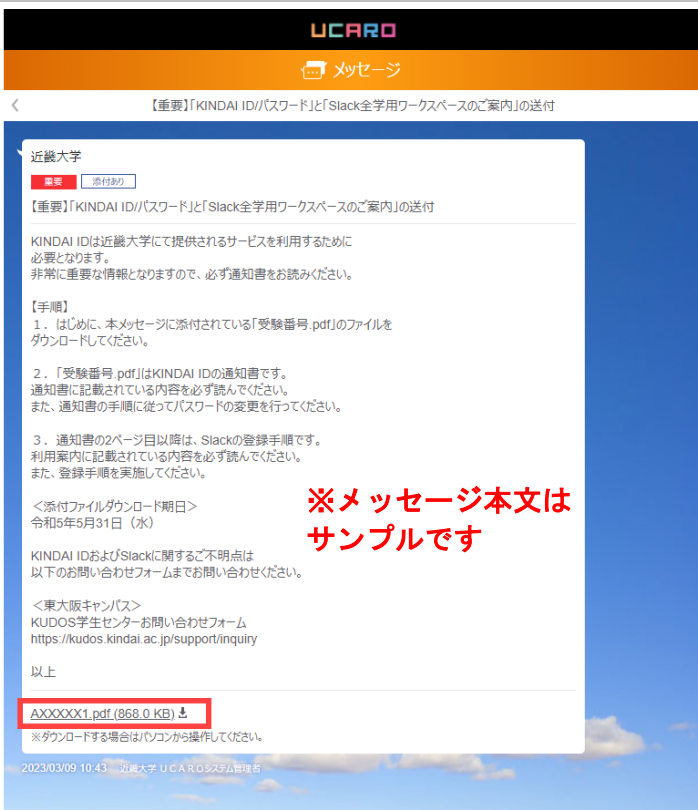 UCARO
メッセージ
【重要】「KINDAI ID/パスワード」と「Slack全学用ワークスペースのご案内」の送付
近畿大学
重要 添付あり
【重要】「KINDAI ID/パスワード」と「Slack全学用ワークスペースのご案内」の送付
KINDAI IDは近畿大学にて提供されるサービスを利用するために
必要となります。
非常に重要な情報となりますので、必ず通知書をお読みください。
【手順】
１．はじめに、本メッセージに添付されている「受験番号.pdf」のファイルを
ダウンロードしてください。
２．「受験番号.pdf」はKINDAI IDの通知書です。
通知書に記載されている内容を必ず読んでください。
また、通知書の手順に従ってパスワードの変更を行ってください。
３．通知書の2ページ目以降は、Slackの登録手順です。
利用案内に記載されている内容を必ず読んでください。
また、登録手順を実施してください。
＜添付ファイルダウンロード期日＞
令和5年5月31日（水）
※メッセージ本文は
サンプルです
KINDAI IDおよびSlackに関するご不明点は
以下のお問い合わせフォームまでお問い合わせください。
＜東大阪キャンパス＞
KUDOS学生センターお問い合わせフォーム
https://kudos.kindai.ac.jp/support/inquiry
以上
AXXXXX1.pdf (868.0 KB)
※ダウンロードする場合はパソコンから操作してください。
2023/03/09 10:43 近畿大学 ＵＣＡＲＯシステム管理者